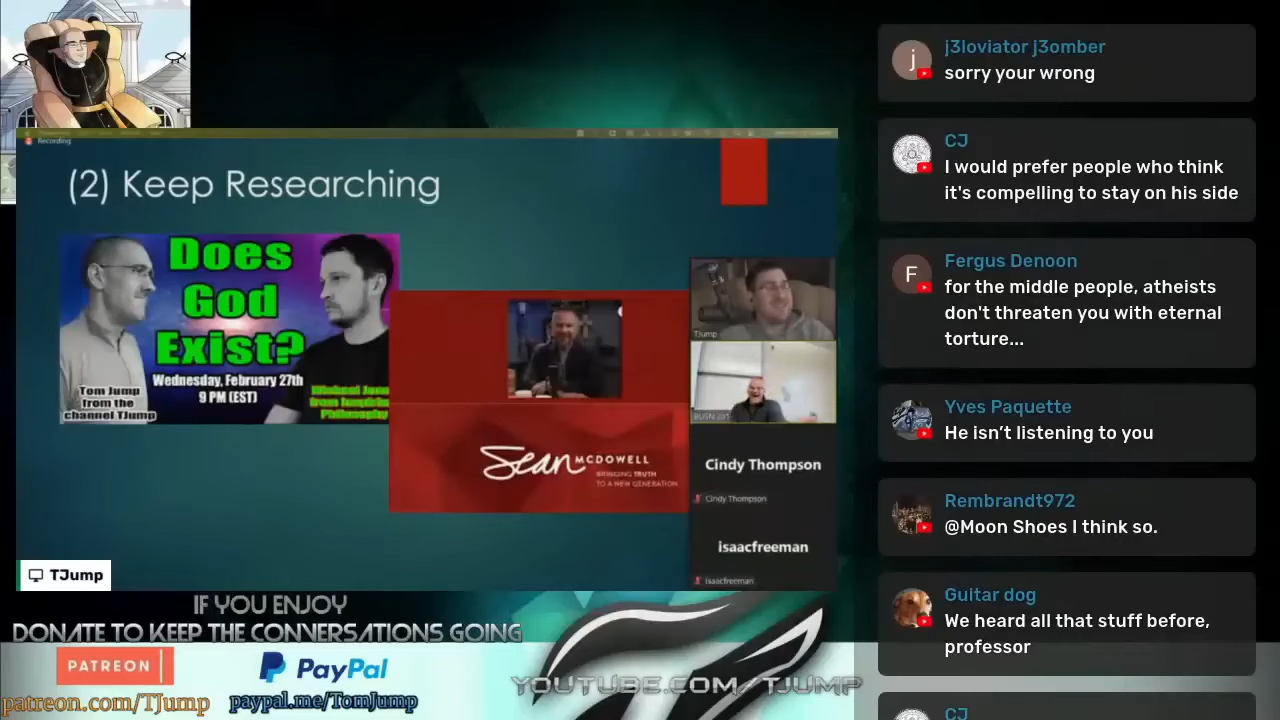 Recording
(2) Keep Researching
Does
God
Exist?
Wednesday, February 27th
9 PM (EST)
Tom Jump
from the
channel TJump
Philosophy
Sean MCDOWELL
BRINGING TRUTH
TO A NEW GENERATION
TJump
Cindy Thompson
Cindy Thompson
isaacfreeman
isaacfreeman
TJump
IF YOU ENJOY
DONATE TO KEEP THE CONVERSATIONS GOING
PATREON
PayPal
patreon.com/TJump
paypal.me/TomJump
YOUTUBE.COM/TJUMP
j
j3loviator j3omber
sorry your wrong
CJ
I would prefer people who think
it's compelling to stay on his side
F
Fergus Denoon
for the middle people, atheists
don't threaten you with eternal
torture...
Yves Paquette
He isn’t listening to you
Rembrandt972
@Moon Shoes I think so.
Guitar dog
We heard all that stuff before,
professor
CJ